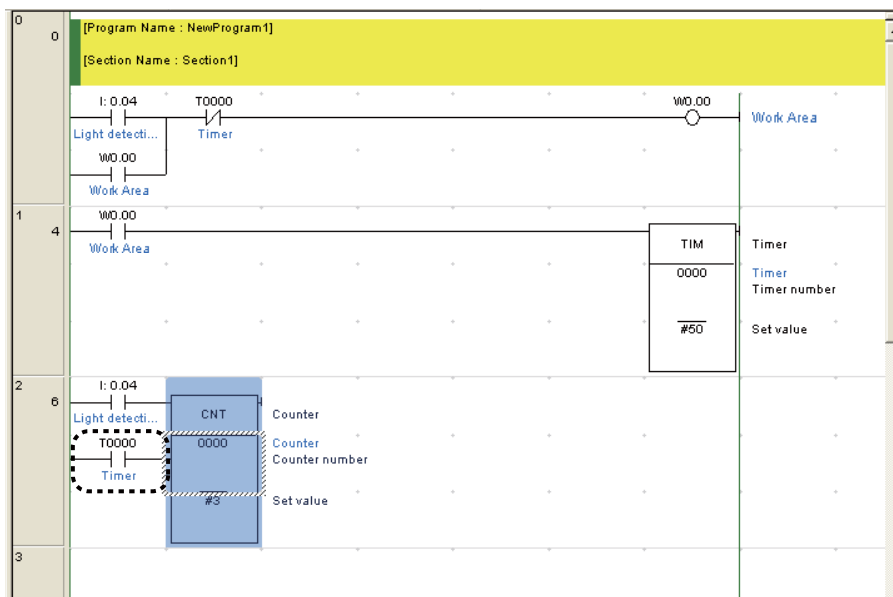 0
0
[Program Name : NewProgram1]
[Section Name : Section1]
I: 0.04
T0000
W0.00
Light detecti...
Timer
Work Area
W0.00
Work Area
1
4
W0.00
Work Area
TIM
Timer
0000
Timer
Timer number
#50
Set value
2
6
I: 0.04
Light detecti...
CNT
Counter
T0000
Timer
0000
Counter
Counter number
#3
Set value
3